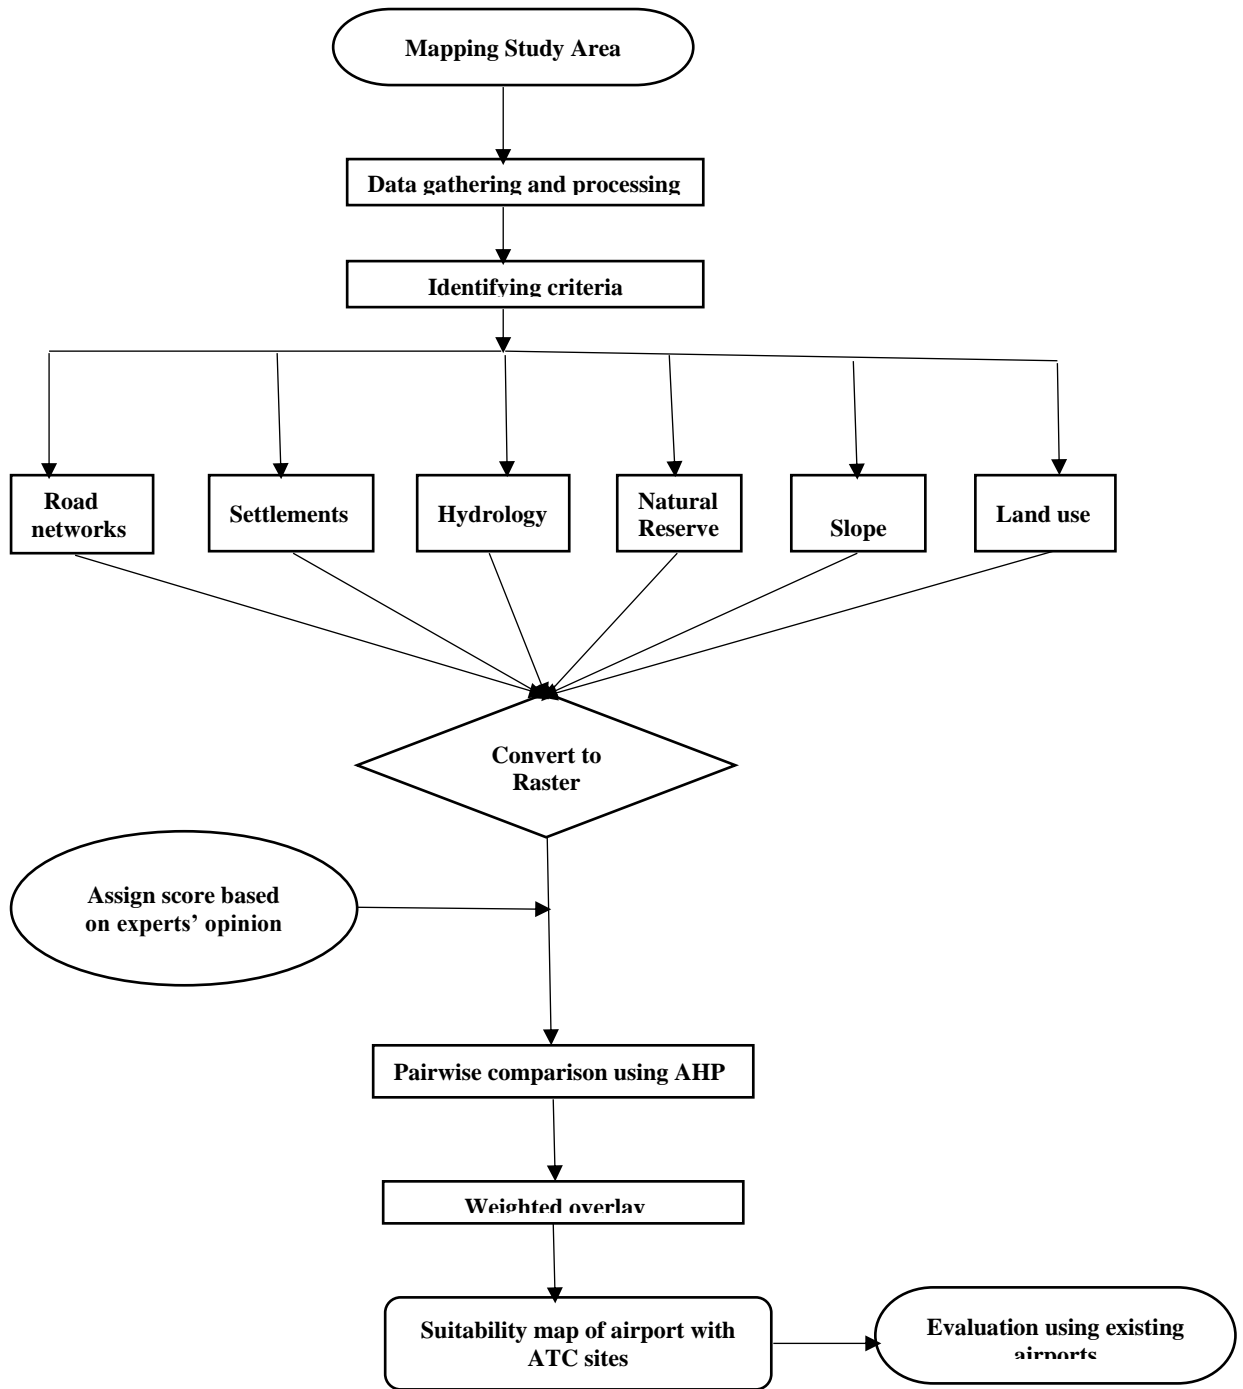 Mapping Study Area
Data gathering and processing
Identifying criteria
Road
networks
Settlements
Hydrology
Natural
Reserve
Slope
Land use
Convert to
Raster
Assign score based
on experts’ opinion
Pairwise comparison using AHP
Weighted overlay
Suitability map of airport with
ATC sites
Evaluation using existing
airports